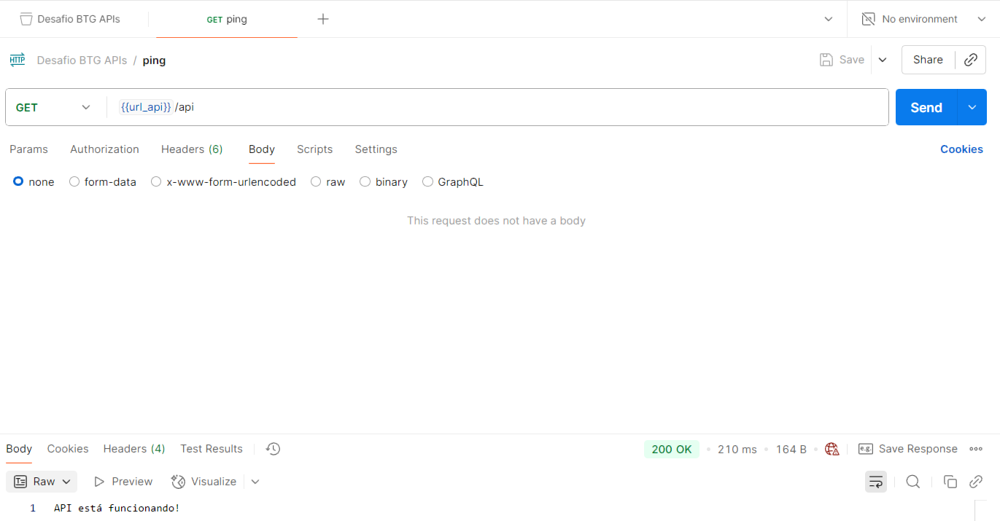 Desafio BTG APIs GET ping No environment
HTTP Desafio BTG APIs / ping Save Share
GET {{url_api}} /api Send
Params Authorization Headers (6) Body Scripts Settings Cookies
none form-data x-www-form-urlencoded raw binary GraphQL
This request does not have a body
Body Cookies Headers (4) Test Results 200 OK • 210 ms • 164 B • e.g. Save Response
Raw Preview Visualize
1 API está funcionando!